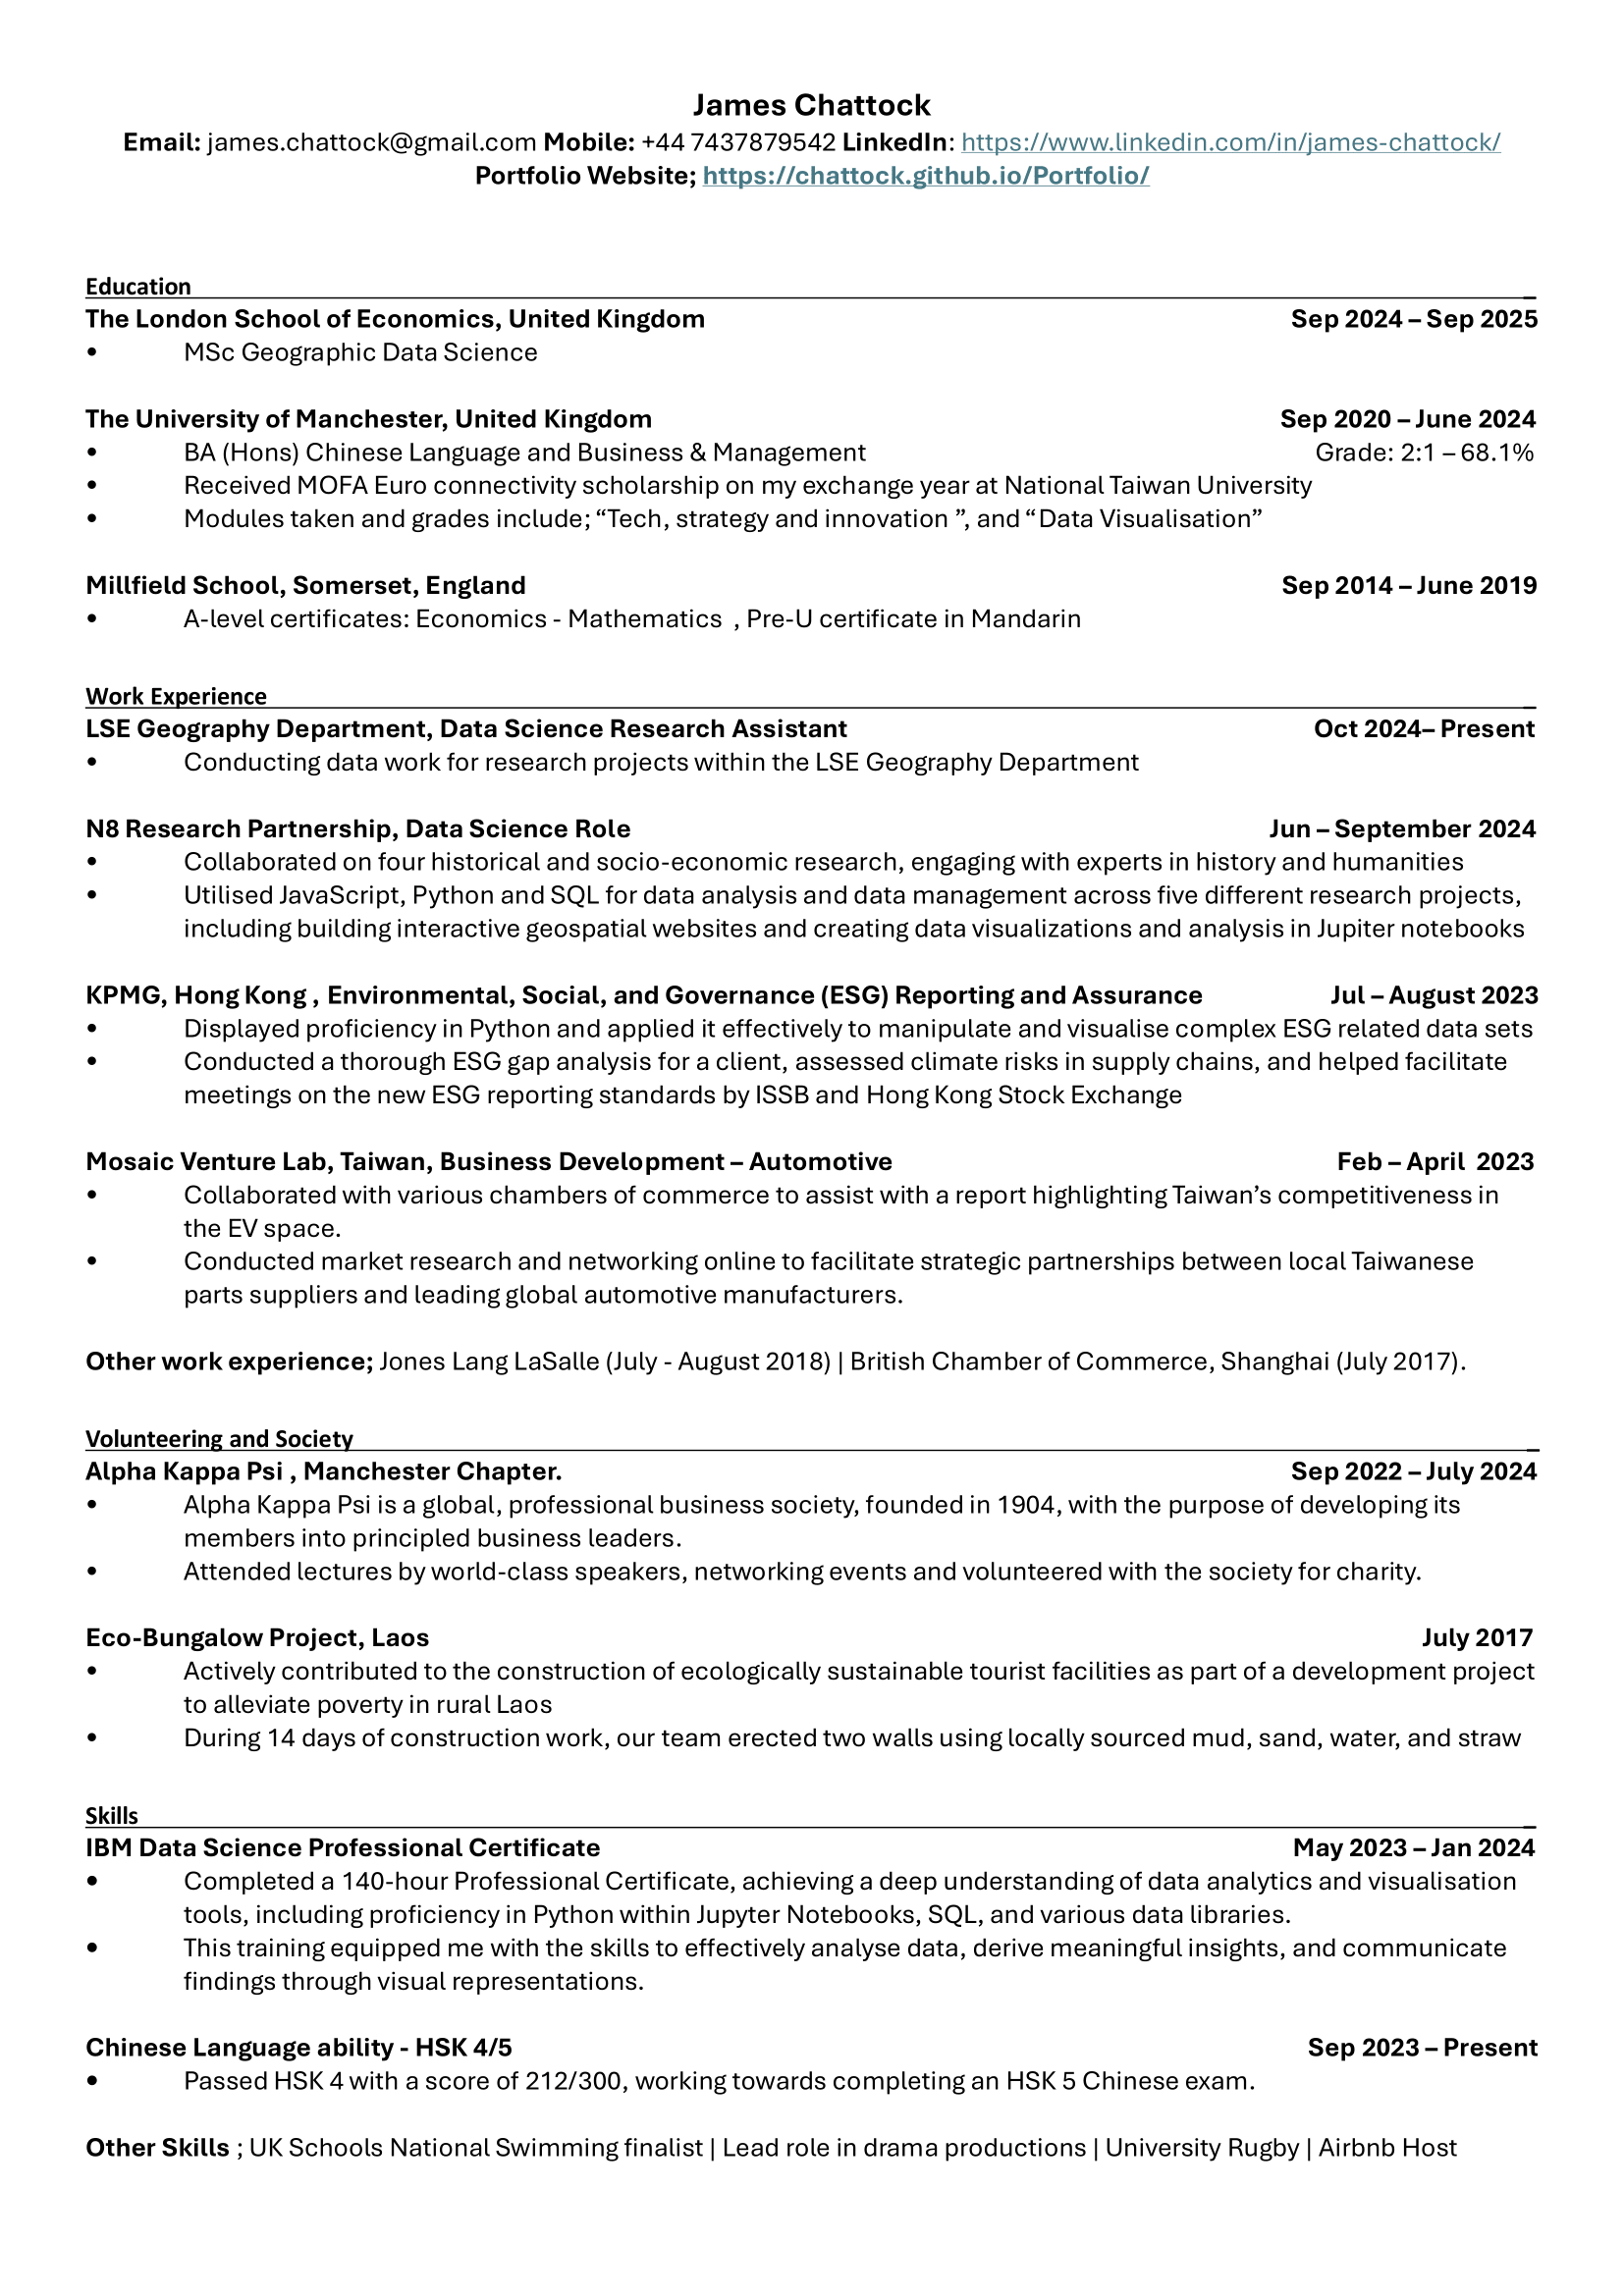 James Chattock
Email: james.chattock@gmail.com Mobile: +44 7437879542 LinkedIn: https://www.linkedin.com/in/james-chattock/
Portfolio Website; https://chattock.github.io/Portfolio/
Education
The London School of Economics, United Kingdom Sep 2024 – Sep 2025
• MSc Geographic Data Science
The University of Manchester, United Kingdom Sep 2020 – June 2024
• BA (Hons) Chinese Language and Business & Management Grade: 2:1 – 68.1%
• Received MOFA Euro connectivity scholarship on my exchange year at National Taiwan University
• Modules taken and grades include; “Tech, strategy and innovation ”, and “Data Visualisation”
Millfield School, Somerset, England Sep 2014 – June 2019
• A-level certificates: Economics - Mathematics , Pre-U certificate in Mandarin
Work Experience
LSE Geography Department, Data Science Research Assistant Oct 2024– Present
• Conducting data work for research projects within the LSE Geography Department
N8 Research Partnership, Data Science Role Jun – September 2024
• Collaborated on four historical and socio-economic research, engaging with experts in history and humanities
• Utilised JavaScript, Python and SQL for data analysis and data management across five different research projects,
including building interactive geospatial websites and creating data visualizations and analysis in Jupiter notebooks
KPMG, Hong Kong , Environmental, Social, and Governance (ESG) Reporting and Assurance Jul – August 2023
• Displayed proficiency in Python and applied it effectively to manipulate and visualise complex ESG related data sets
• Conducted a thorough ESG gap analysis for a client, assessed climate risks in supply chains, and helped facilitate
meetings on the new ESG reporting standards by ISSB and Hong Kong Stock Exchange
Mosaic Venture Lab, Taiwan, Business Development – Automotive Feb – April 2023
• Collaborated with various chambers of commerce to assist with a report highlighting Taiwan’s competitiveness in
the EV space.
• Conducted market research and networking online to facilitate strategic partnerships between local Taiwanese
parts suppliers and leading global automotive manufacturers.
Other work experience; Jones Lang LaSalle (July - August 2018) | British Chamber of Commerce, Shanghai (July 2017).
Volunteering and Society
Alpha Kappa Psi , Manchester Chapter. Sep 2022 – July 2024
• Alpha Kappa Psi is a global, professional business society, founded in 1904, with the purpose of developing its
members into principled business leaders.
• Attended lectures by world-class speakers, networking events and volunteered with the society for charity.
Eco-Bungalow Project, Laos July 2017
• Actively contributed to the construction of ecologically sustainable tourist facilities as part of a development project
to alleviate poverty in rural Laos
• During 14 days of construction work, our team erected two walls using locally sourced mud, sand, water, and straw
Skills
IBM Data Science Professional Certificate May 2023 – Jan 2024
• Completed a 140-hour Professional Certificate, achieving a deep understanding of data analytics and visualisation
tools, including proficiency in Python within Jupyter Notebooks, SQL, and various data libraries.
• This training equipped me with the skills to effectively analyse data, derive meaningful insights, and communicate
findings through visual representations.
Chinese Language ability - HSK 4/5 Sep 2023 – Present
• Passed HSK 4 with a score of 212/300, working towards completing an HSK 5 Chinese exam.
Other Skills ; UK Schools National Swimming finalist | Lead role in drama productions | University Rugby | Airbnb Host